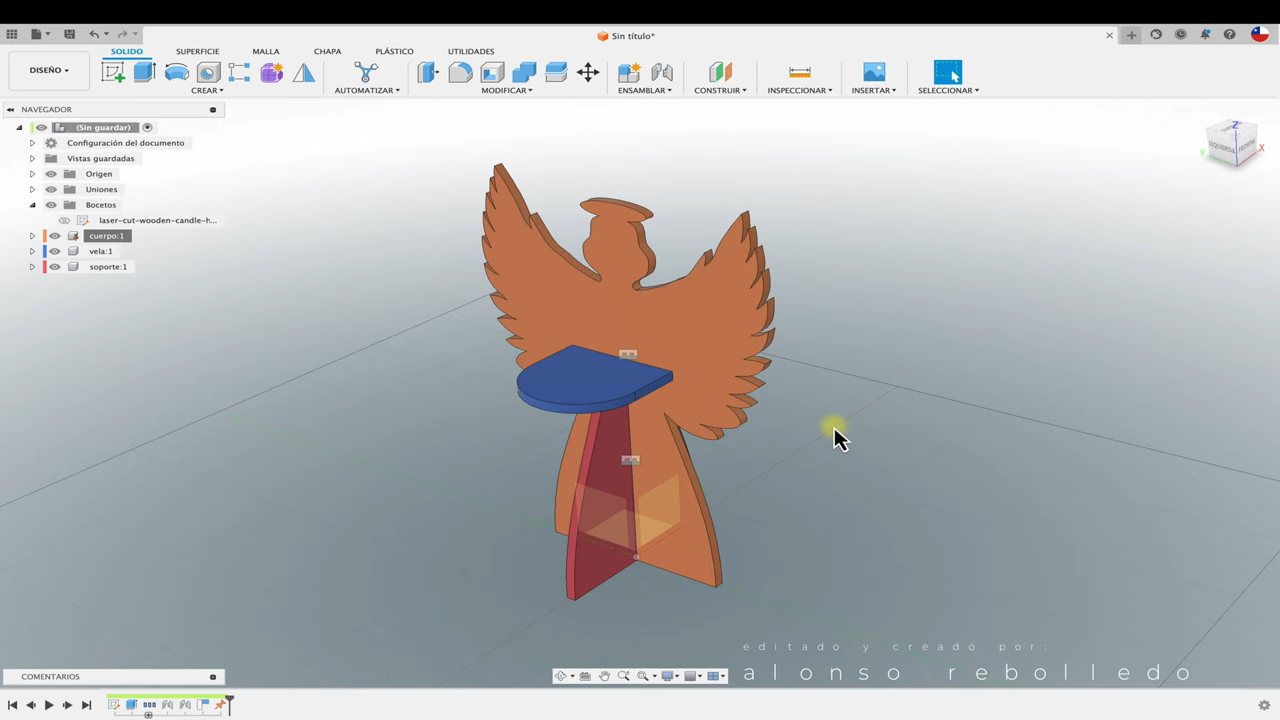 Sin título*
SOLIDO SUPERFICIE MALLA CHAPA PLÁSTICO UTILIDADES
DISEÑO
CREAR AUTOMATIZAR MODIFICAR ENSAMBLAR CONSTRUIR INSPECCIONAR INSERTAR SELECCIONAR
NAVEGADOR
(Sin guardar)
Configuración del documento
Vistas guardadas
Origen
Uniones
Bocetos
laser-cut-wooden-candle-h...
cuerpo:1
vela:1
soporte:1
Z
IZQUIERDA FRONTAL
Y X
editado y creado por:
alonso rebolledo
COMENTARIOS